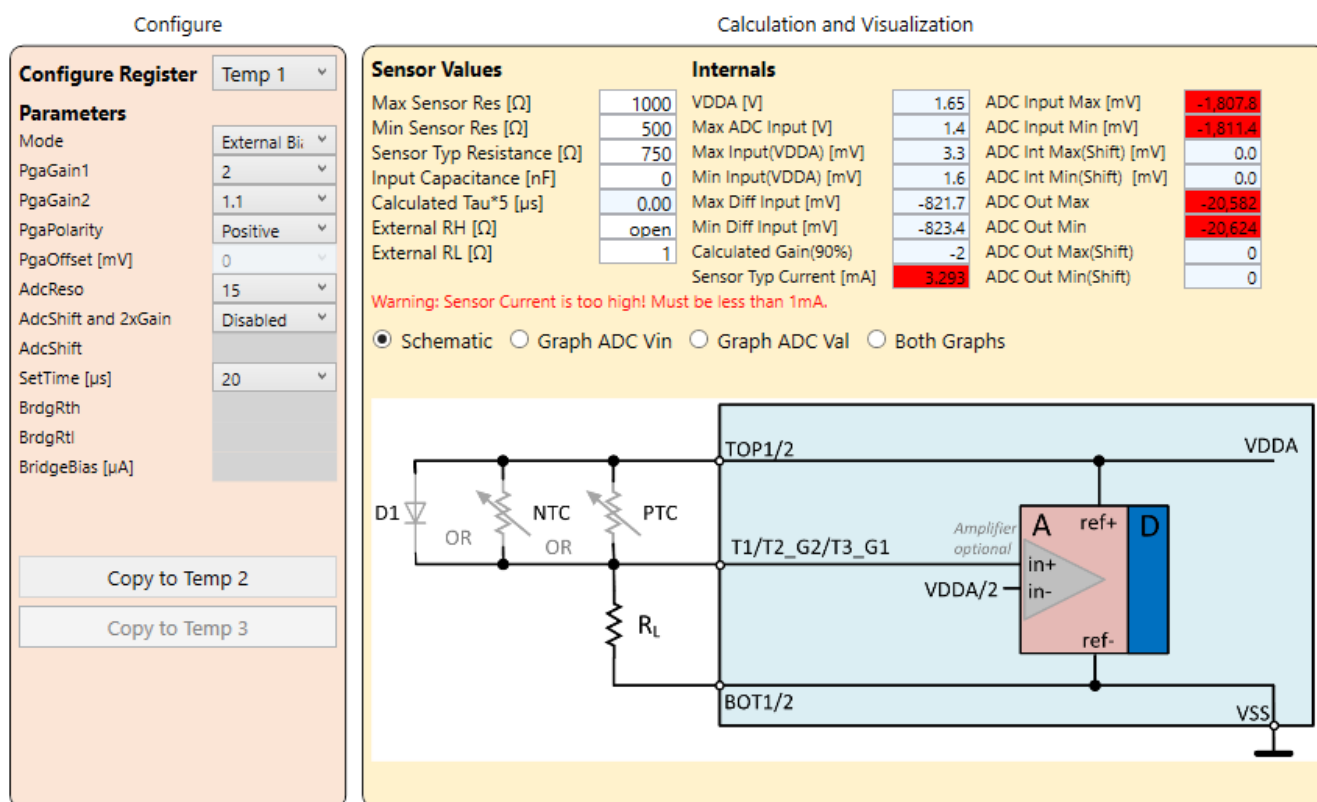 Configure
Configure Register Temp 1
Parameters
Mode External Bi
PgaGain1 2
PgaGain2 1.1
PgaPolarity Positive
PgaOffset [mV] 0
AdcReso 15
AdcShift and 2xGain Disabled
AdcShift
SetTime [µs] 20
BrdgRth
BrdgRtl
BridgeBias [µA]
Copy to Temp 2
Copy to Temp 3
Calculation and Visualization
Sensor Values
Max Sensor Res [Ω] 1000
Min Sensor Res [Ω] 500
Sensor Typ Resistance [Ω] 750
Input Capacitance [nF] 0
Calculated Tau*5 [µs] 0.00
External RH [Ω] open
External RL [Ω] 1
Internals
VDDA [V] 1.65
Max ADC Input [V] 1.4
Max Input(VDDA) [mV] 3.3
Min Input(VDDA) [mV] 1.6
Max Diff Input [mV] -821.7
Min Diff Input [mV] -823.4
Calculated Gain(90%) -2
Sensor Typ Current [mA] 3.293
ADC Input Max [mV] -1,807.8
ADC Input Min [mV] -1,811.4
ADC Int Max(Shift) [mV] 0.0
ADC Int Min(Shift) [mV] 0.0
ADC Out Max -20,582
ADC Out Min -20,624
ADC Out Max(Shift) 0
ADC Out Min(Shift) 0
Warning: Sensor Current is too high! Must be less than 1mA.
Schematic Graph ADC Vin Graph ADC Val Both Graphs
TOP1/2 VDDA
D1 NTC PTC
OR OR
Amplifier optional
A ref+ D
T1/T2_G2/T3_G1
in+
VDDA/2 in-
RL
ref-
BOT1/2
VSS